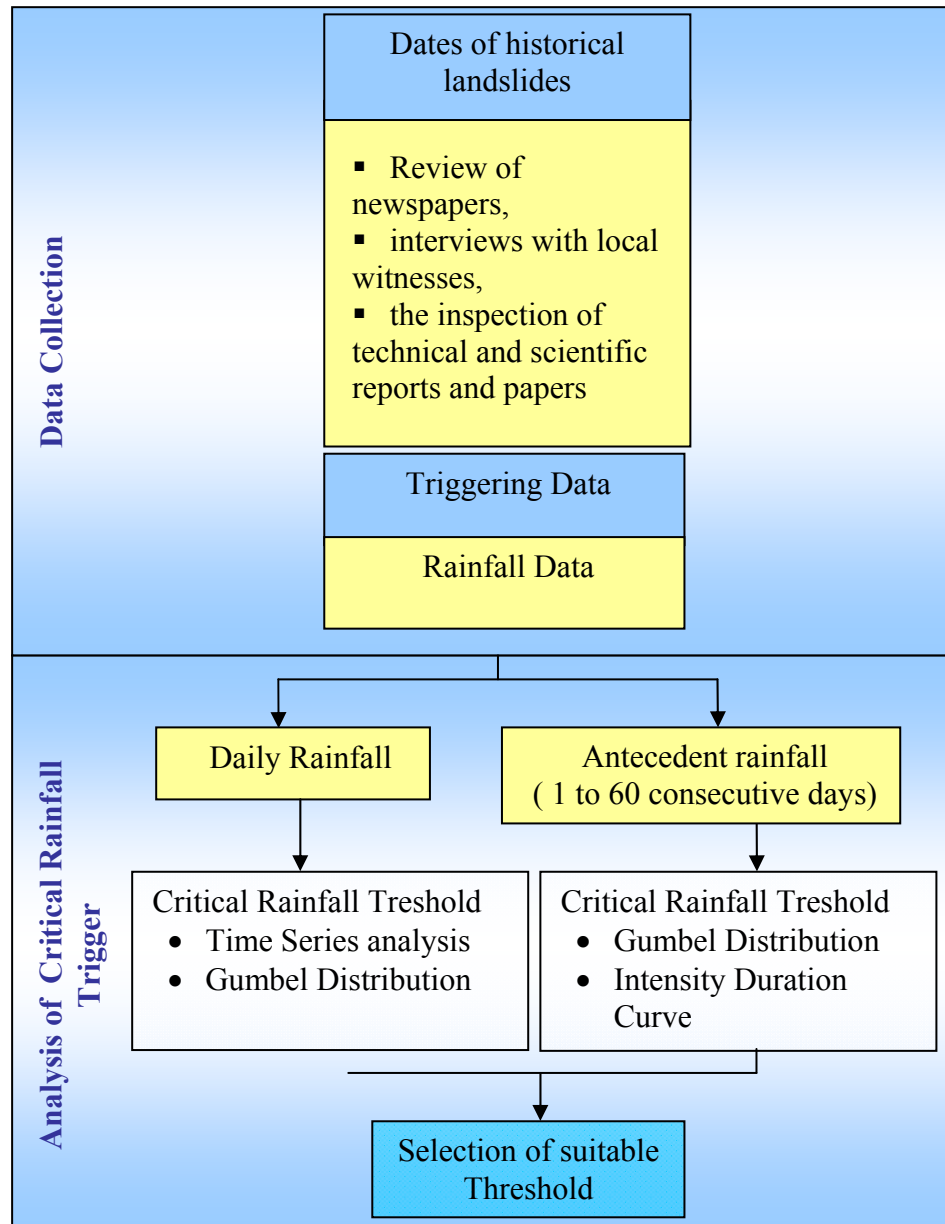 Data Collection
Dates of historical
landslides
▪ Review of
newspapers,
▪ interviews with local
witnesses,
▪ the inspection of
technical and scientific
reports and papers
Triggering Data
Rainfall Data
Analysis of Critical Rainfall
Trigger
Daily Rainfall
Antecedent rainfall
( 1 to 60 consecutive days)
Critical Rainfall Treshold
• Time Series analysis
• Gumbel Distribution
Critical Rainfall Treshold
• Gumbel Distribution
• Intensity Duration
Curve
Selection of suitable
Threshold